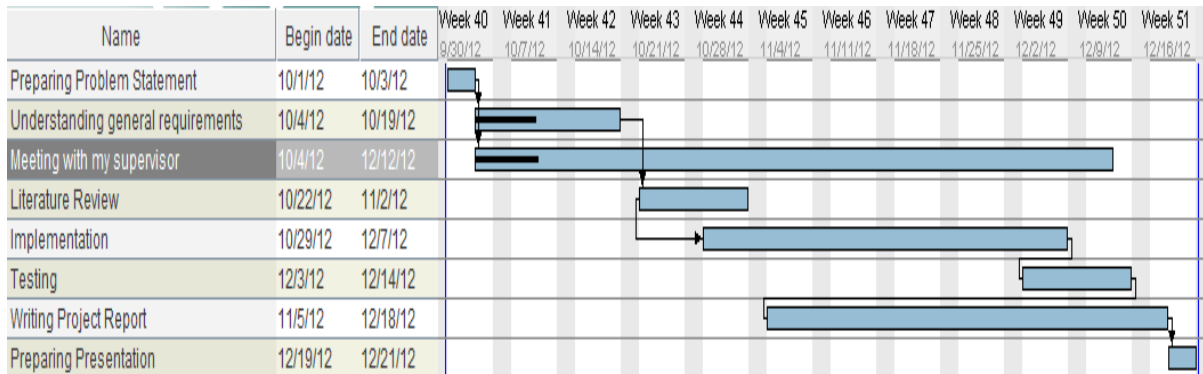 Name Begin date End date Week 40 Week 41 Week 42 Week 43 Week 44 Week 45 Week 46 Week 47 Week 48 Week 49 Week 50 Week 51
9/30/12 10/7/12 10/14/12 10/21/12 10/28/12 11/4/12 11/11/12 11/18/12 11/25/12 12/2/12 12/9/12 12/16/12
Preparing Problem Statement 10/1/12 10/3/12
Understanding general requirements 10/4/12 10/19/12
Meeting with my supervisor 10/4/12 12/12/12
Literature Review 10/22/12 11/2/12
Implementation 10/29/12 12/7/12
Testing 12/3/12 12/14/12
Writing Project Report 11/5/12 12/18/12
Preparing Presentation 12/19/12 12/21/12